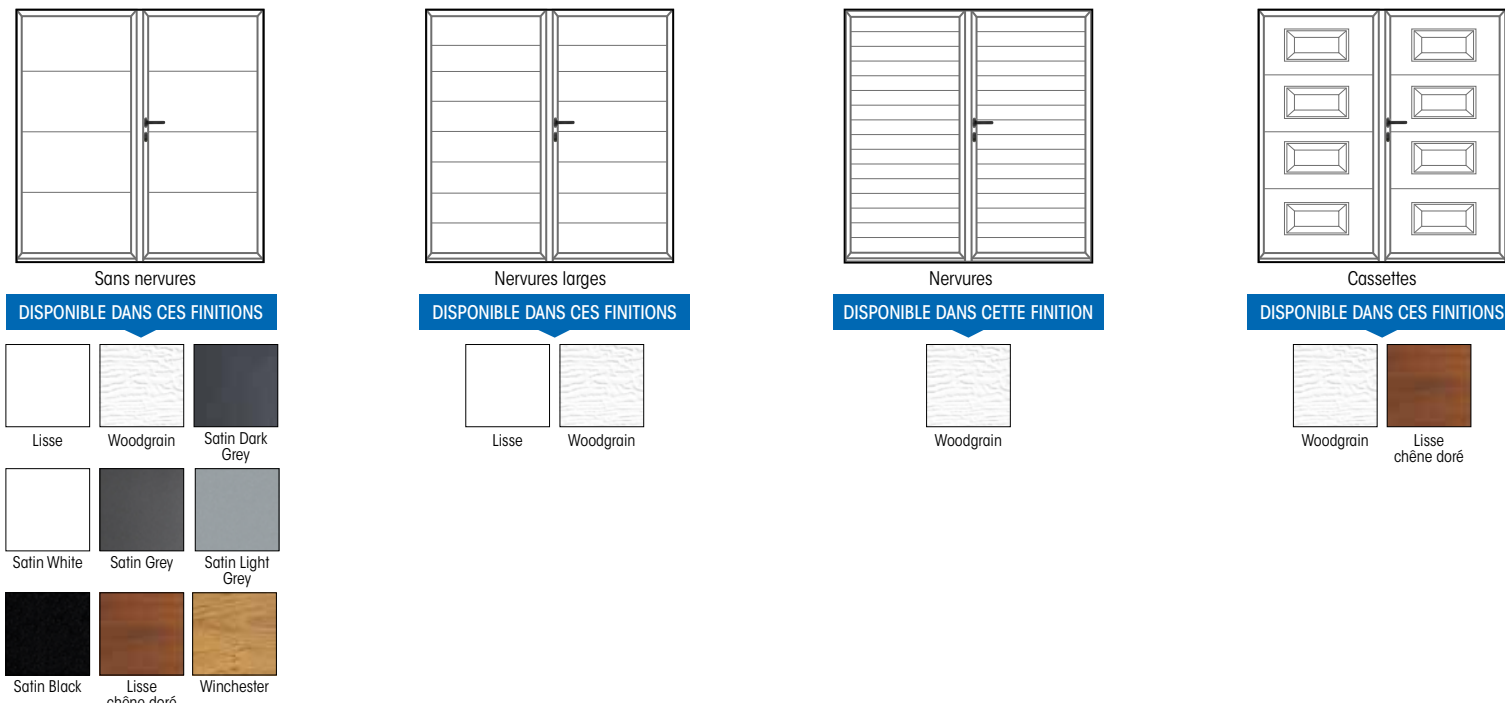 Sans nervures
DISPONIBLE DANS CES FINITIONS
Lisse
Woodgrain
Satin Dark
Grey
Satin White
Satin Grey
Satin Light
Grey
Satin Black
Lisse
chêne doré
Winchester
Nervures larges
DISPONIBLE DANS CES FINITIONS
Lisse
Woodgrain
Nervures
DISPONIBLE DANS CETTE FINITION
Woodgrain
Cassettes
DISPONIBLE DANS CES FINITIONS
Woodgrain
Lisse
chêne doré